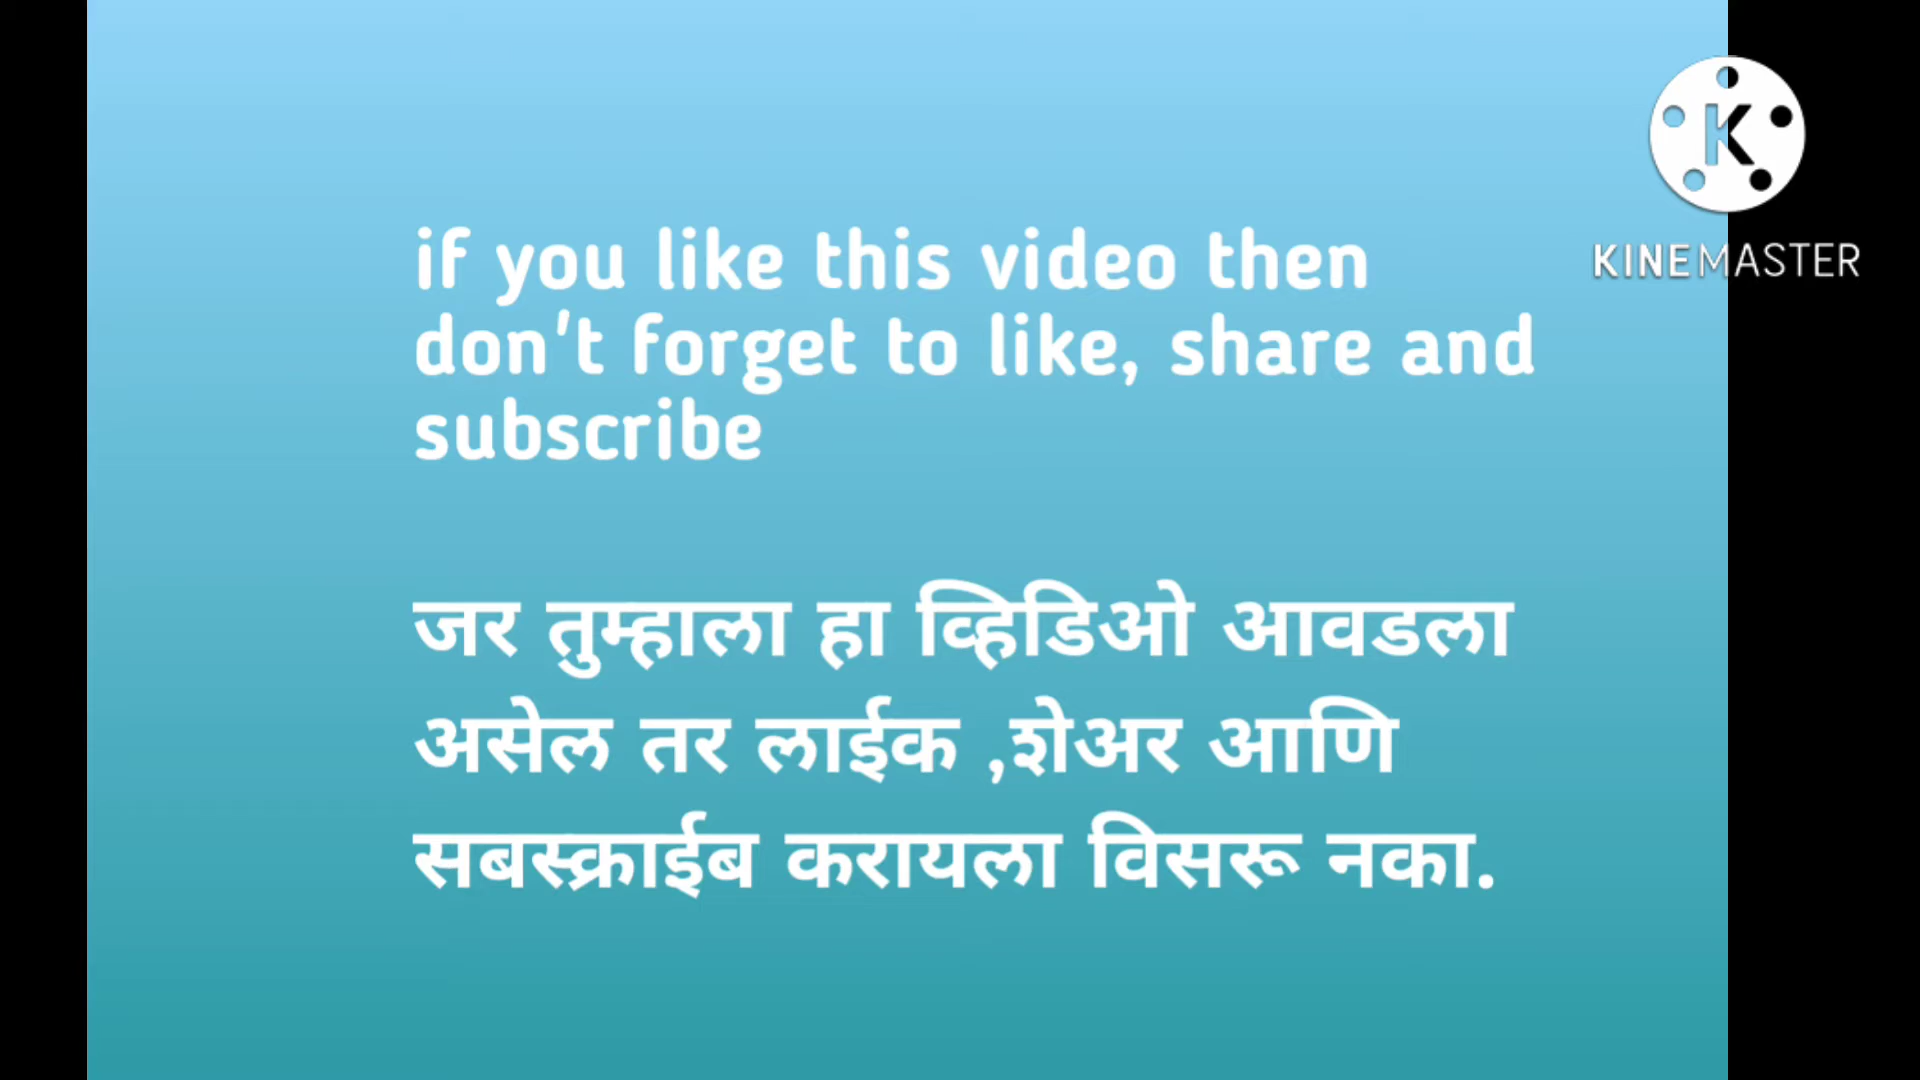 if you like this video then
don't forget to like, share and
subscribe
जर तुम्हाला हा व्हिडिओ आवडला
असेल तर लाईक ,शेअर आणि
सबस्क्राईब करायला विसरू नका.
K
KINEMASTER